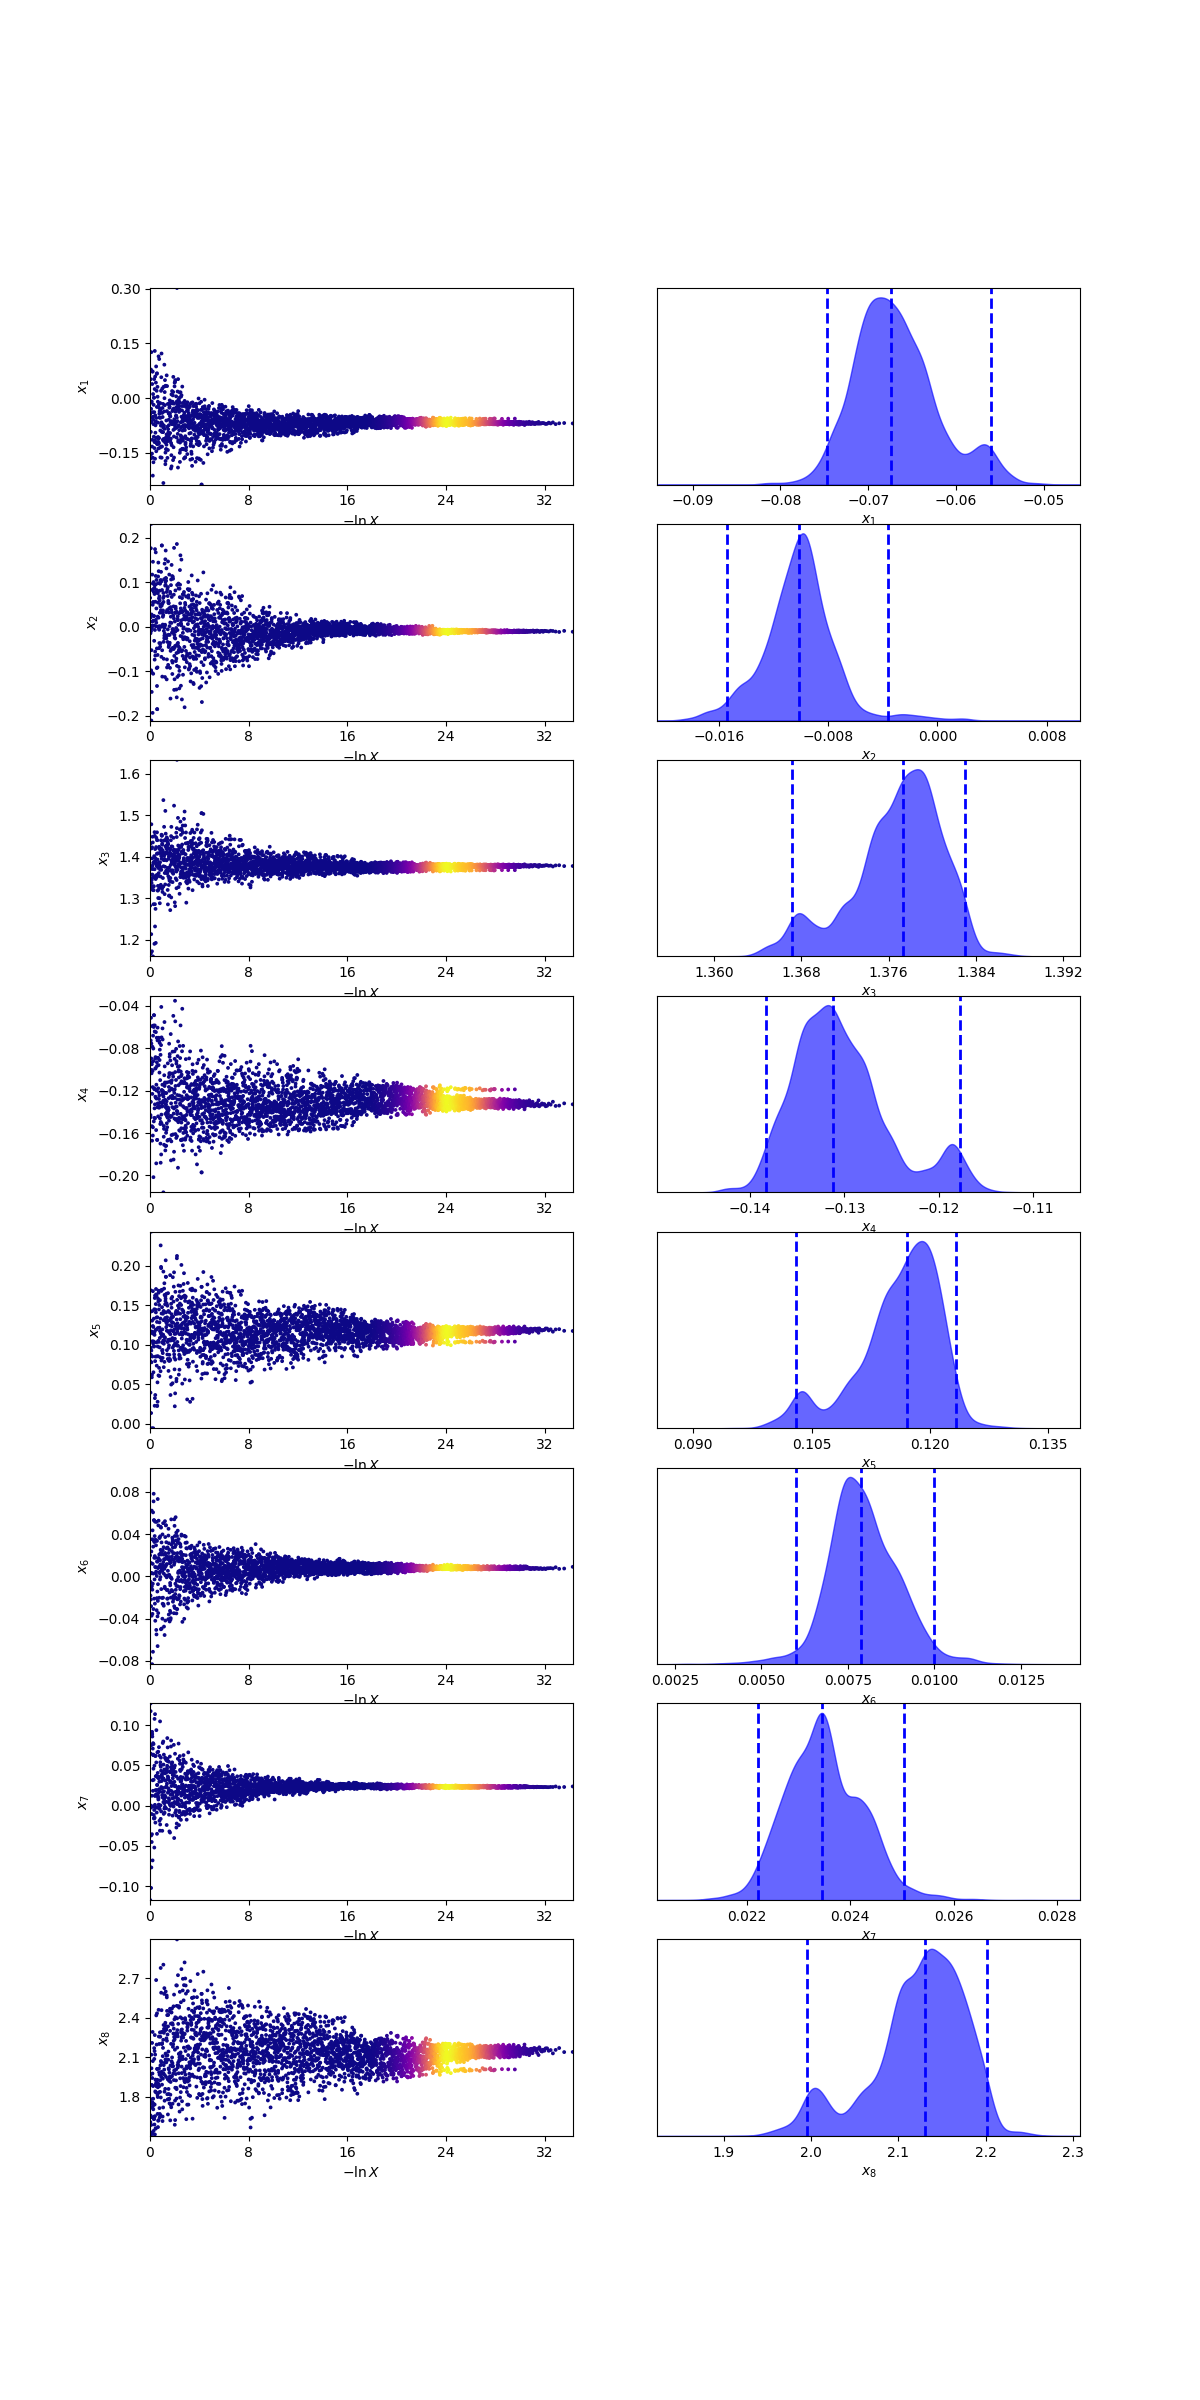 0.30
0.15
0.00
−0.15
x₁
0 8 16 24 32
−ln X
−0.09 −0.08 −0.07 −0.06 −0.05
x₁
0.2
0.1
0.0
−0.1
−0.2
x₂
0 8 16 24 32
−ln X
−0.016 −0.008 0.000 0.008
x₂
1.6
1.5
1.4
1.3
1.2
x₃
0 8 16 24 32
−ln X
1.360 1.368 1.376 1.384 1.392
x₃
−0.04
−0.08
−0.12
−0.16
−0.20
x₄
0 8 16 24 32
−ln X
−0.14 −0.13 −0.12 −0.11
x₄
0.20
0.15
0.10
0.05
0.00
x₅
0 8 16 24 32
−ln X
0.090 0.105 0.120 0.135
x₅
0.08
0.04
0.00
−0.04
−0.08
x₆
0 8 16 24 32
−ln X
0.0025 0.0050 0.0075 0.0100 0.0125
x₆
0.10
0.05
0.00
−0.05
−0.10
x₇
0 8 16 24 32
−ln X
0.022 0.024 0.026 0.028
x₇
2.7
2.4
2.1
1.8
x₈
0 8 16 24 32
−ln X
1.9 2.0 2.1 2.2 2.3
x₈